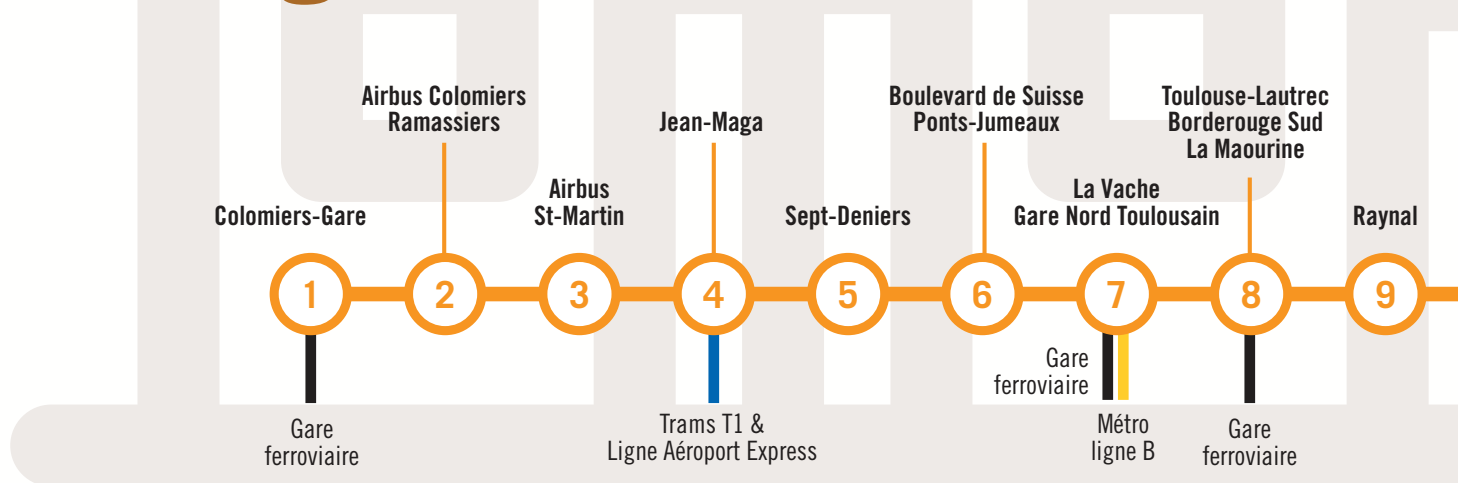 Airbus Colomiers
Ramassiers
Jean-Maga
Boulevard de Suisse
Ponts-Jumeaux
Toulouse-Lautrec
Borderouge Sud
La Maourine
Colomiers-Gare
Airbus
St-Martin
Sept-Deniers
La Vache
Gare Nord Toulousain
Raynal
1
2
3
4
5
6
7
8
9
Gare
ferroviaire
Trams T1 &
Ligne Aéroport Express
Gare
ferroviaire
Métro
ligne B
Gare
ferroviaire